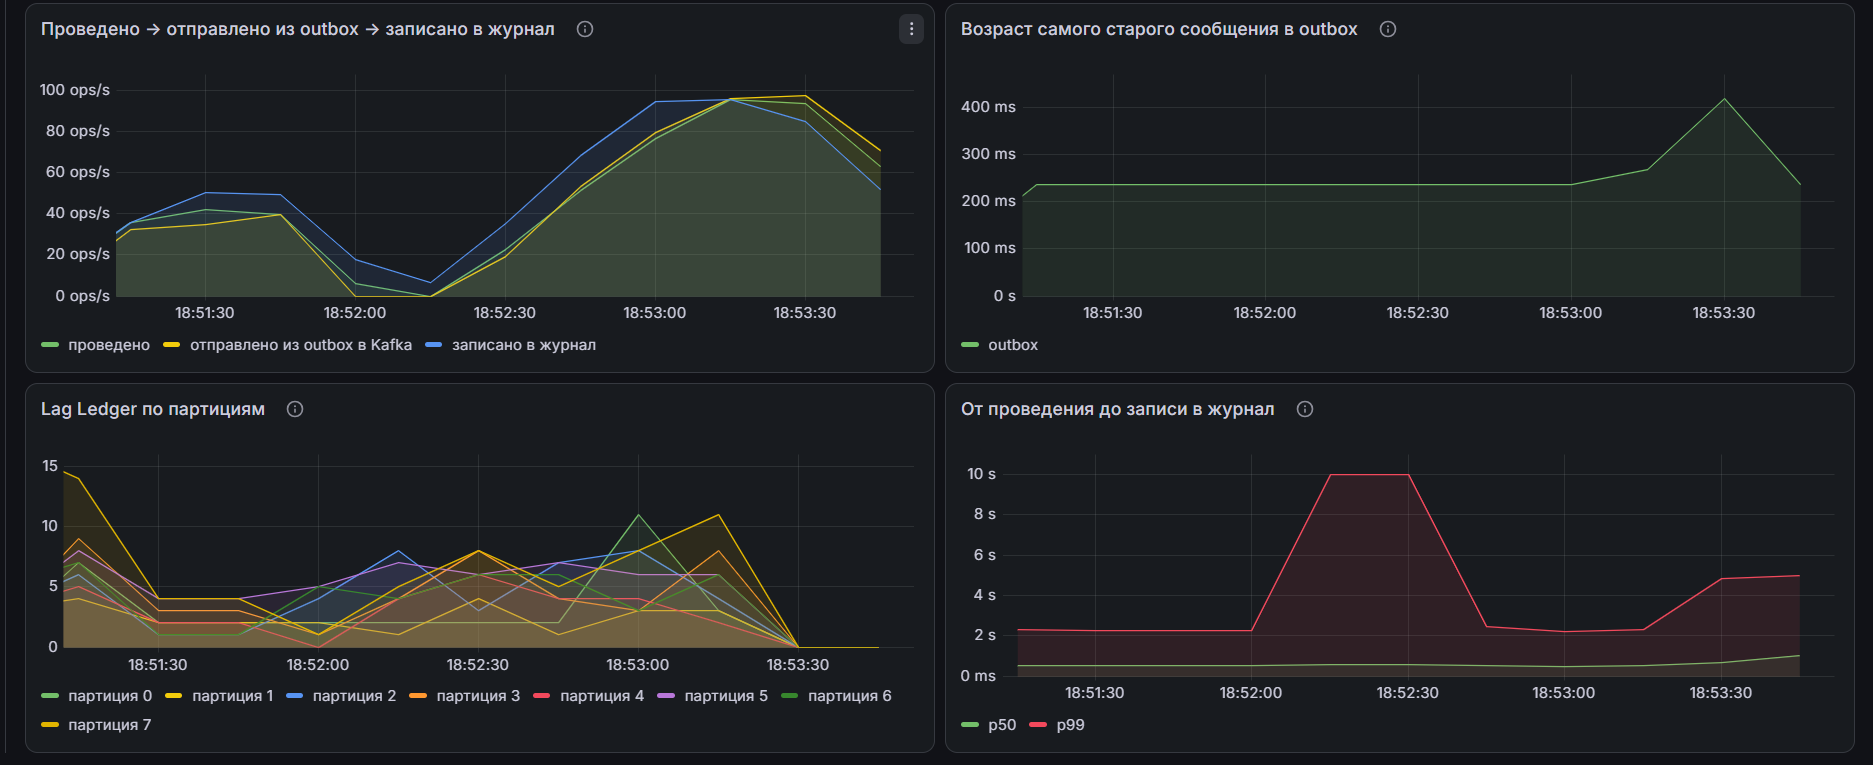 Проведено → отправлено из outbox → записано в журнал
100 ops/s
80 ops/s
60 ops/s
40 ops/s
20 ops/s
0 ops/s
18:51:30 18:52:00 18:52:30 18:53:00 18:53:30
проведено отправлено из outbox в Kafka записано в журнал
Возраст самого старого сообщения в outbox
400 ms
300 ms
200 ms
100 ms
0 s
18:51:30 18:52:00 18:52:30 18:53:00 18:53:30
outbox
Lag Ledger по партициям
15
10
5
0
18:51:30 18:52:00 18:52:30 18:53:00 18:53:30
партиция 0 партиция 1 партиция 2 партиция 3 партиция 4 партиция 5 партиция 6
партиция 7
От проведения до записи в журнал
10 s
8 s
6 s
4 s
2 s
0 ms
18:51:30 18:52:00 18:52:30 18:53:00 18:53:30
p50 p99